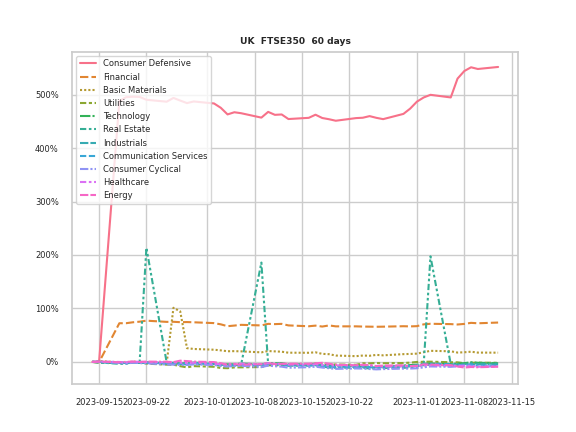 UK FTSE350 60 days
Consumer Defensive
Financial
Basic Materials
Utilities
Technology
Real Estate
Industrials
Communication Services
Consumer Cyclical
Healthcare
Energy
500%
400%
300%
200%
100%
0%
2023-09-15 2023-09-22 2023-10-01 2023-10-08 2023-10-15 2023-10-22 2023-11-01 2023-11-08 2023-11-15